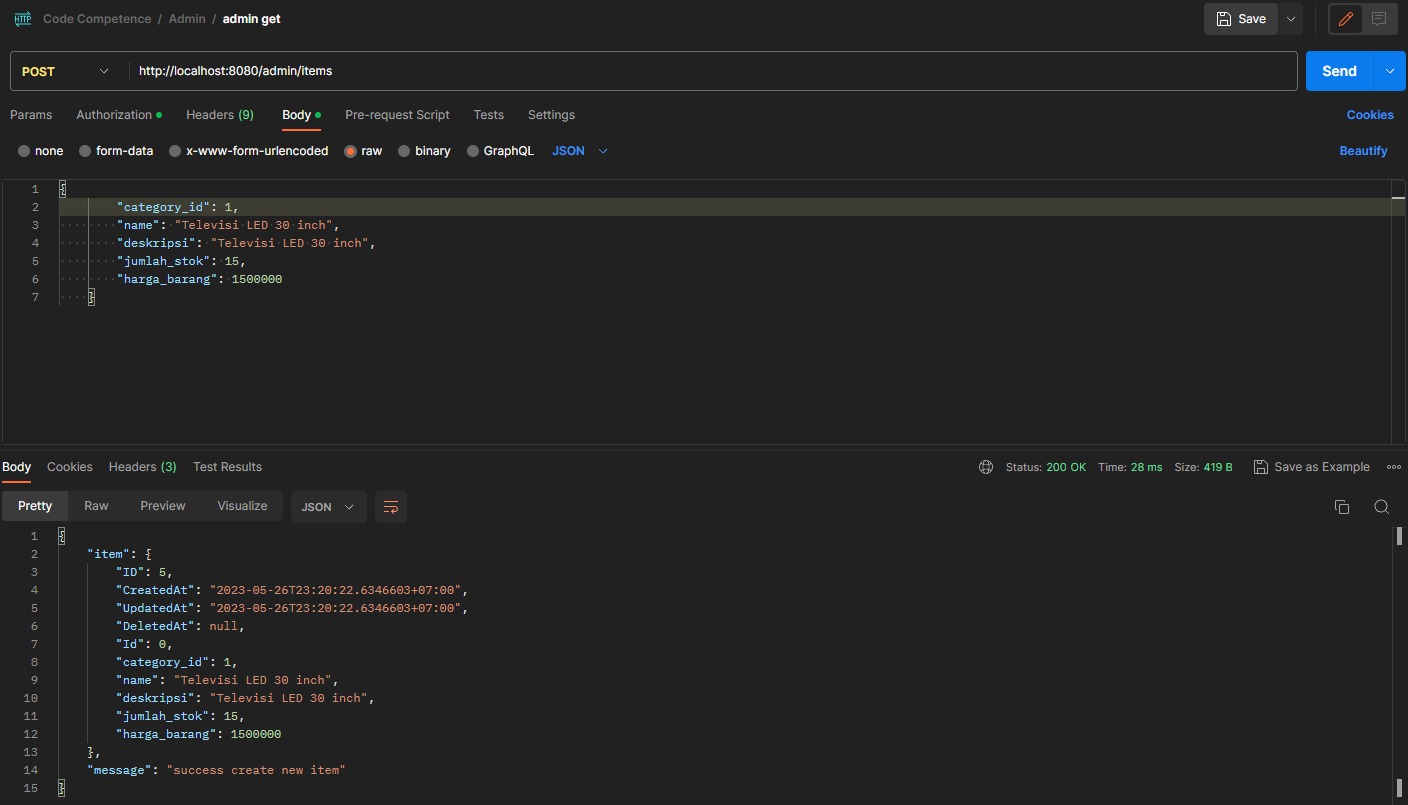 HTTP Code Competence / Admin / admin get Save
POST http://localhost:8080/admin/items Send
Params Authorization Headers (9) Body Pre-request Script Tests Settings Cookies
none form-data x-www-form-urlencoded raw binary GraphQL JSON Beautify
1 {
2 "category_id": 1,
3 "name": "Televisi LED 30 inch",
4 "deskripsi": "Televisi LED 30 inch",
5 "jumlah_stok": 15,
6 "harga_barang": 1500000
7 }
Body Cookies Headers (3) Test Results Status: 200 OK Time: 28 ms Size: 419 B Save as Example
Pretty Raw Preview Visualize JSON
1 {
2 "item": {
3 "ID": 5,
4 "CreatedAt": "2023-05-26T23:20:22.6346603+07:00",
5 "UpdatedAt": "2023-05-26T23:20:22.6346603+07:00",
6 "DeletedAt": null,
7 "Id": 0,
8 "category_id": 1,
9 "name": "Televisi LED 30 inch",
10 "deskripsi": "Televisi LED 30 inch",
11 "jumlah_stok": 15,
12 "harga_barang": 1500000
13 },
14 "message": "success create new item"
15 }